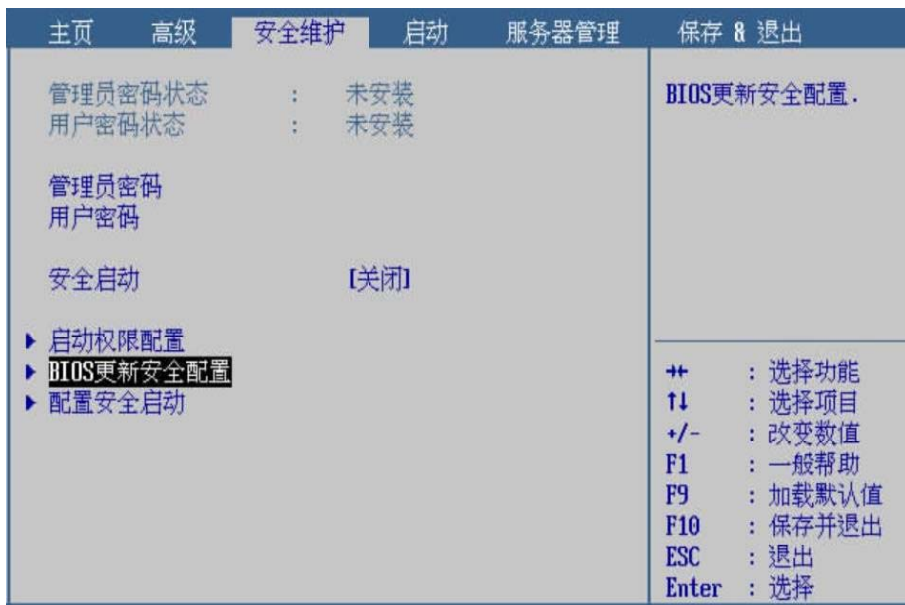 主页 高级 安全维护 启动 服务器管理 保存 & 退出
管理员密码状态 : 未安装
用户密码状态 : 未安装
管理员密码
用户密码
安全启动 [关闭]
启动权限配置
BIOS更新安全配置
配置安全启动
BIOS更新安全配置.
→← : 选择功能
↑↓ : 选择项目
+/- : 改变数值
F1 : 一般帮助
F9 : 加载默认值
F10 : 保存并退出
ESC : 退出
Enter : 选择